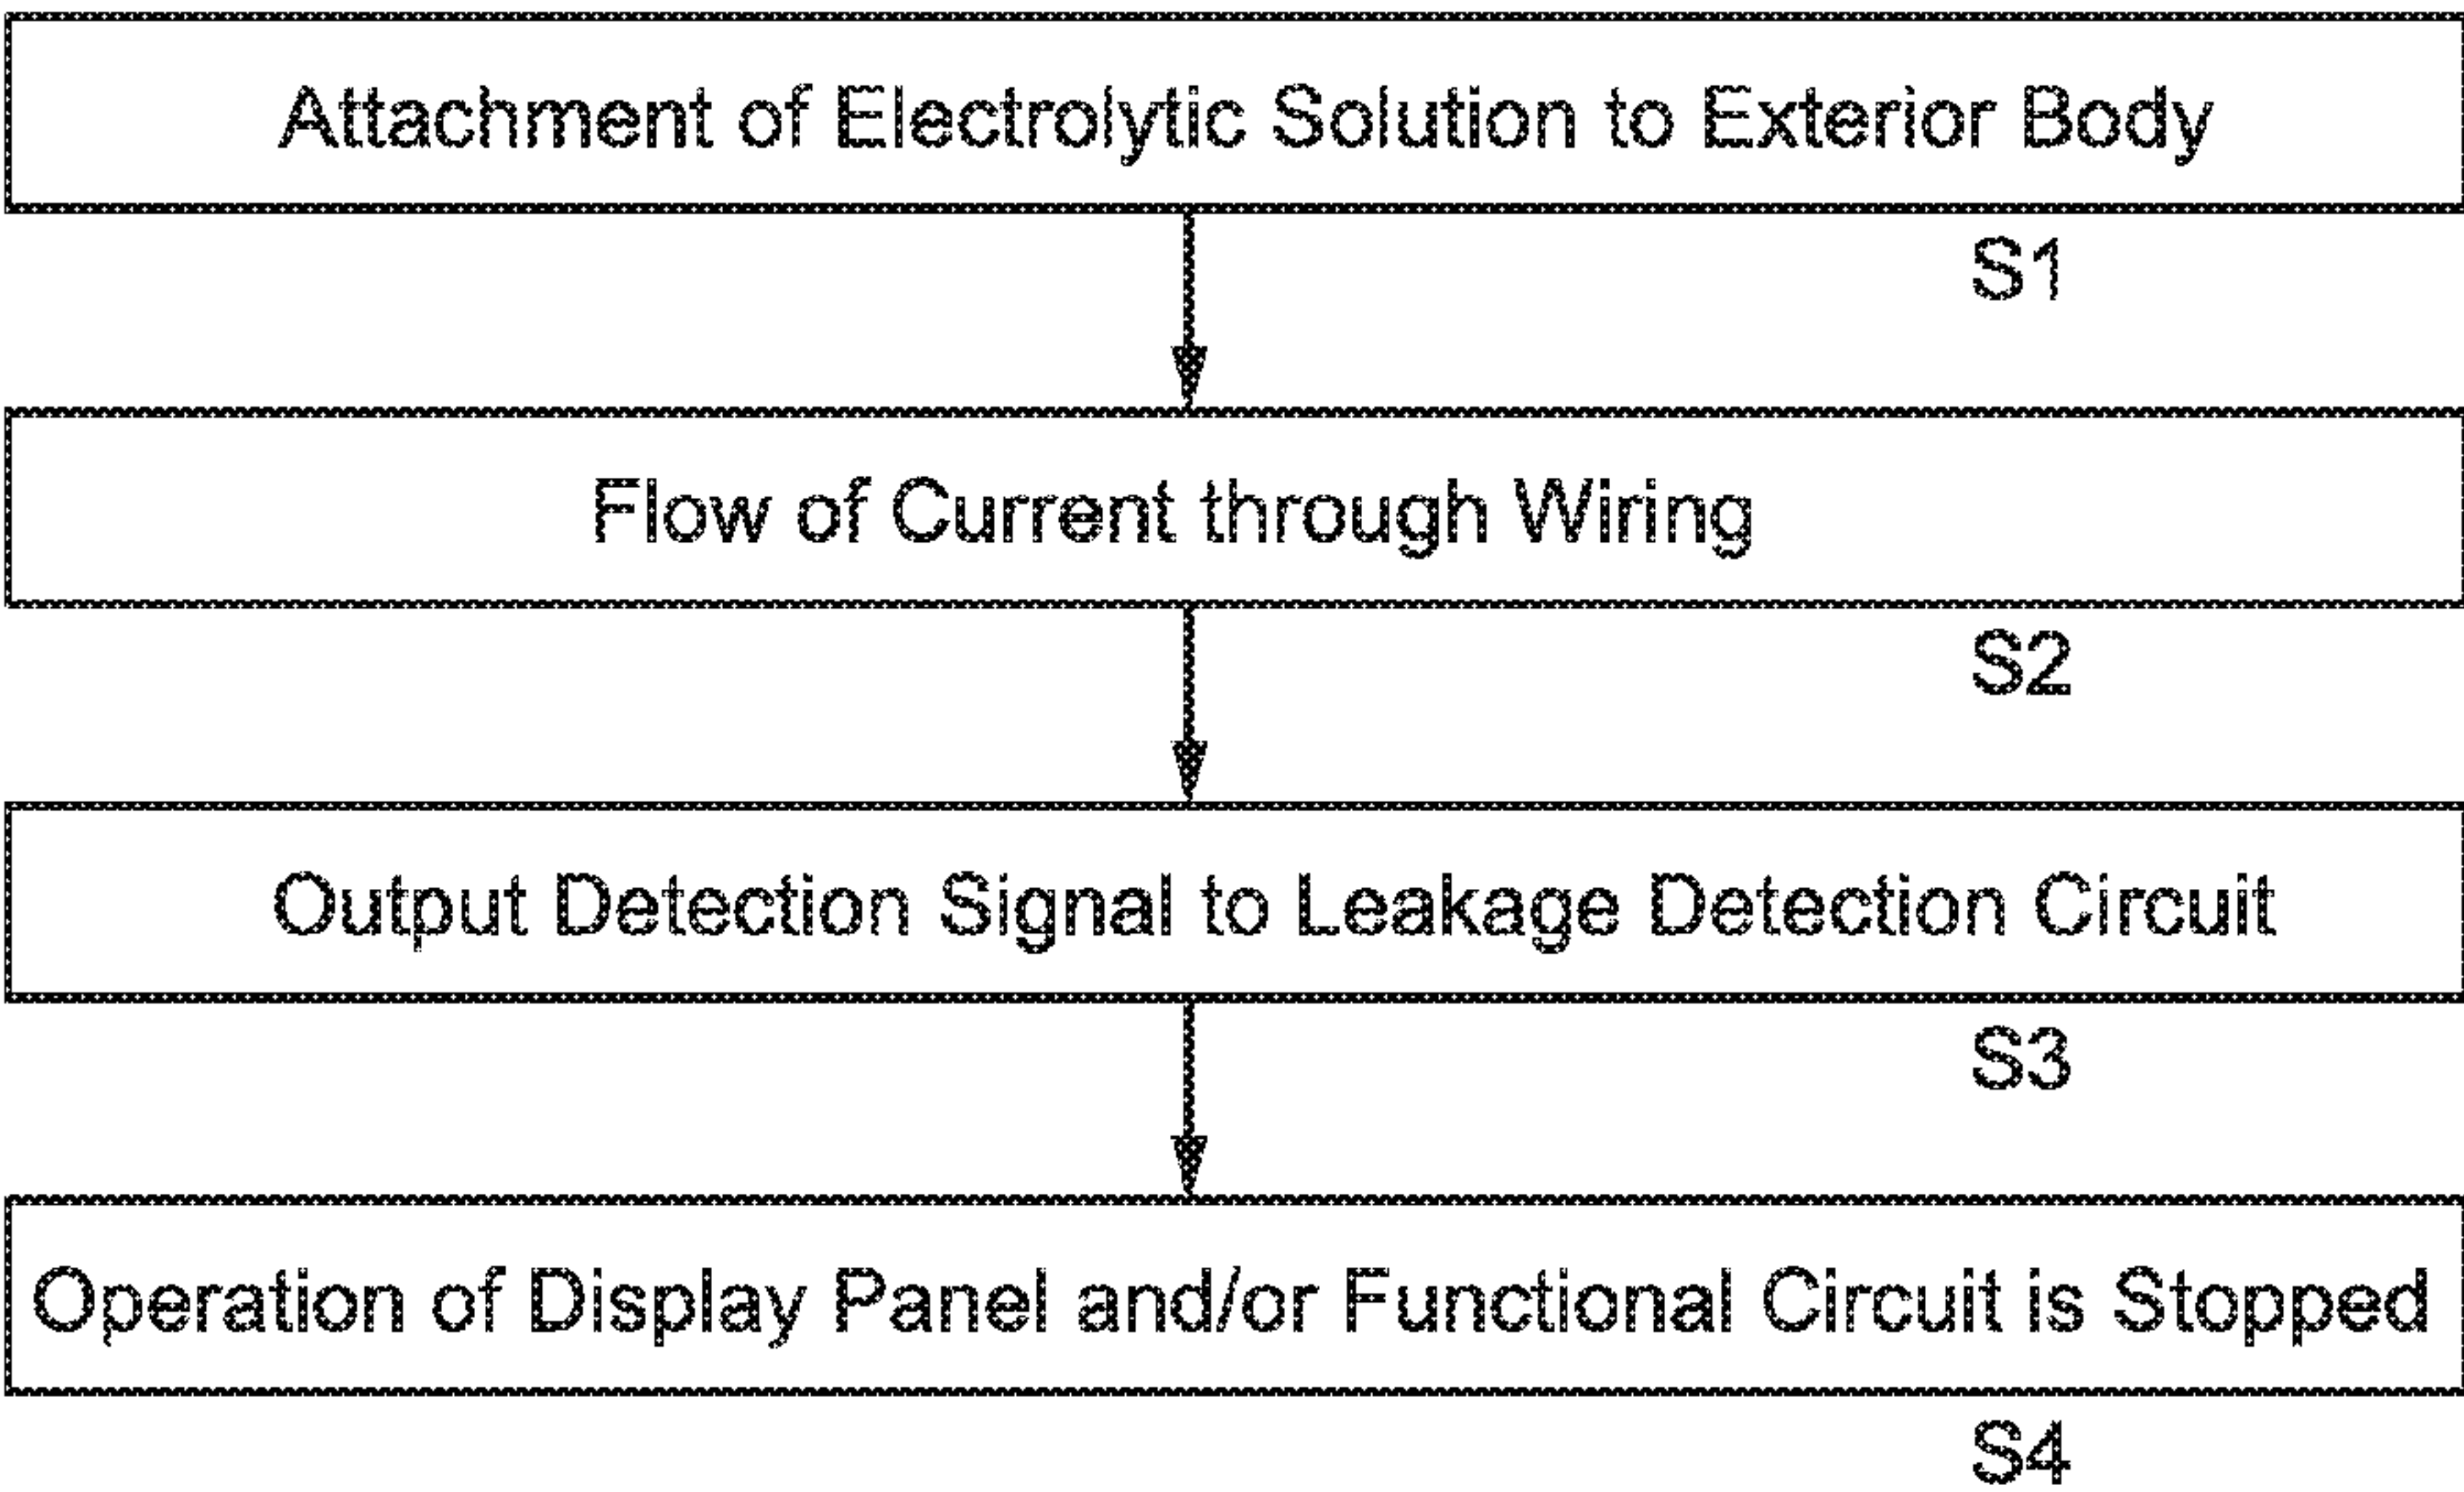 Attachment of Electrolytic Solution to Exterior Body
S1
Flow of Current through Wiring
S2
Output Detection Signal to Leakage Detection Circuit
S3
Operation of Display Panel and/or Functional Circuit is Stopped
S4